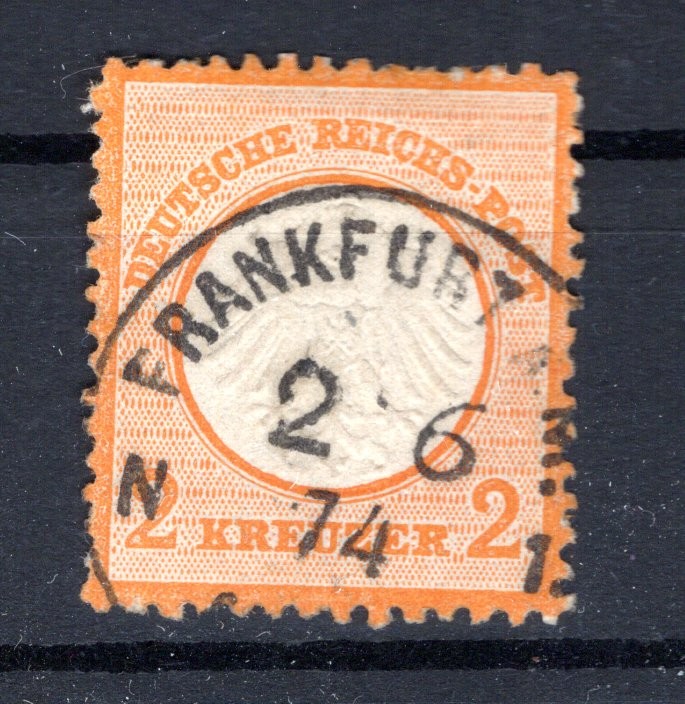 DEUTSCHE REICHS-POST
FRANKFURT
2 6
74
2 KREUZER 2